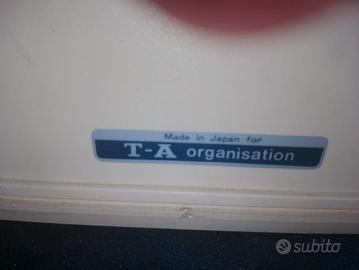 Made in Japan for
T-A organisation
subito